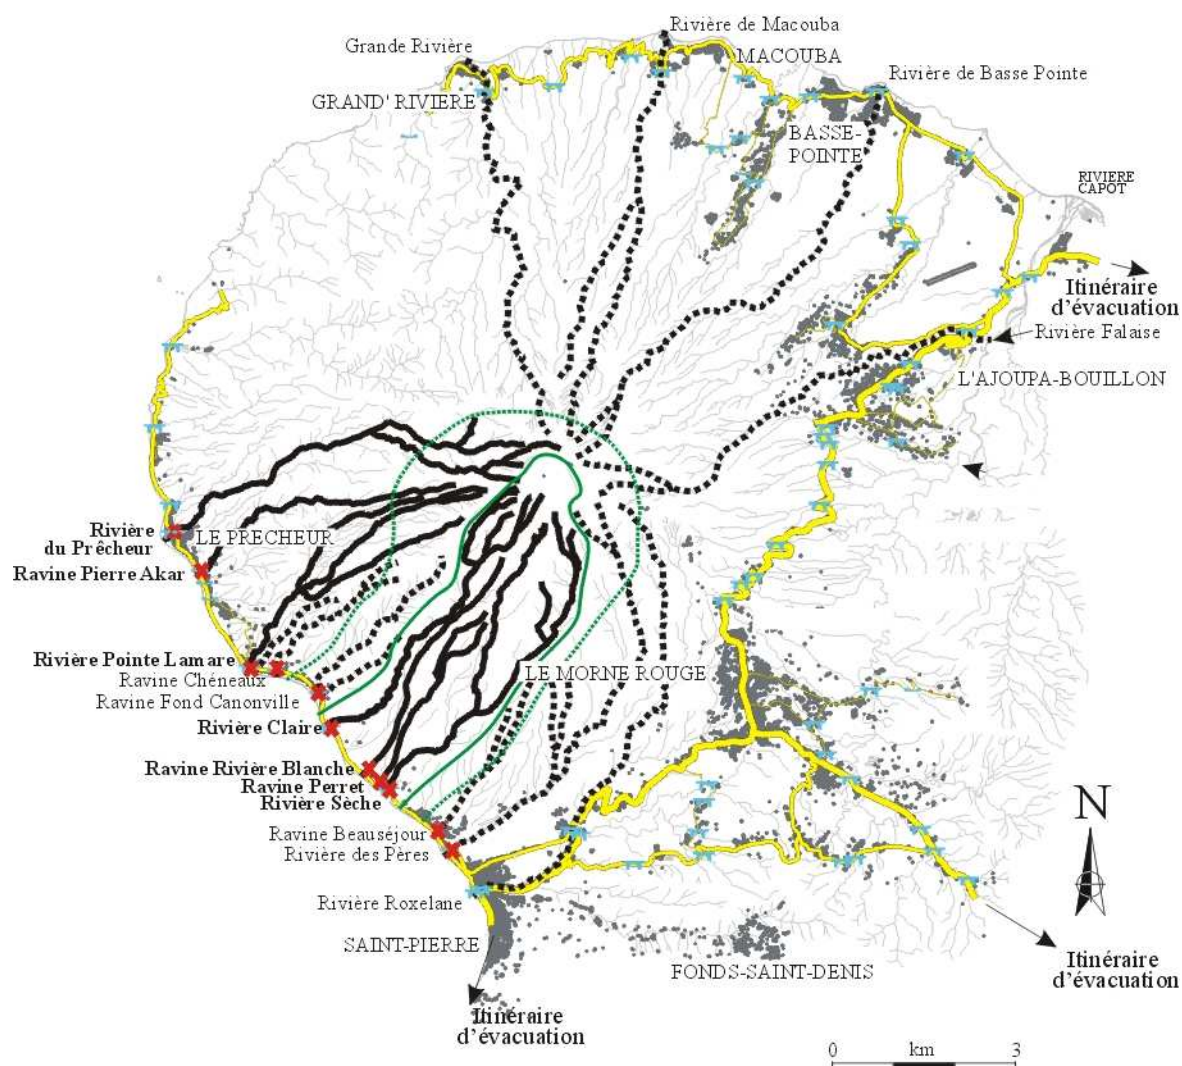 Rivière de Macouba
Grande Rivière
MACOUBA
Rivière de Basse Pointe
GRAND' RIVIERE
BASSE-
POINTE
RIVIERE
CAPOT
Itinéraire
d'évacuation
Rivière Falaise
L'AJOUPA-BOUILLON
Rivière
du Prêcheur
LE PRECHEUR
Ravine Pierre Akar
Rivière Pointe Lamare
Ravine Chéneaux
Ravine Fond Canonville
LE MORNE ROUGE
Rivière Claire
Ravine Rivière Blanche
Ravine Perret
Rivière Sèche
Ravine Beauséjour
Rivière des Pères
N
Rivière Roxelane
SAINT-PIERRE
FONDS-SAINT-DENIS
Itinéraire
d'évacuation
Itinéraire
d'évacuation
0 km 3